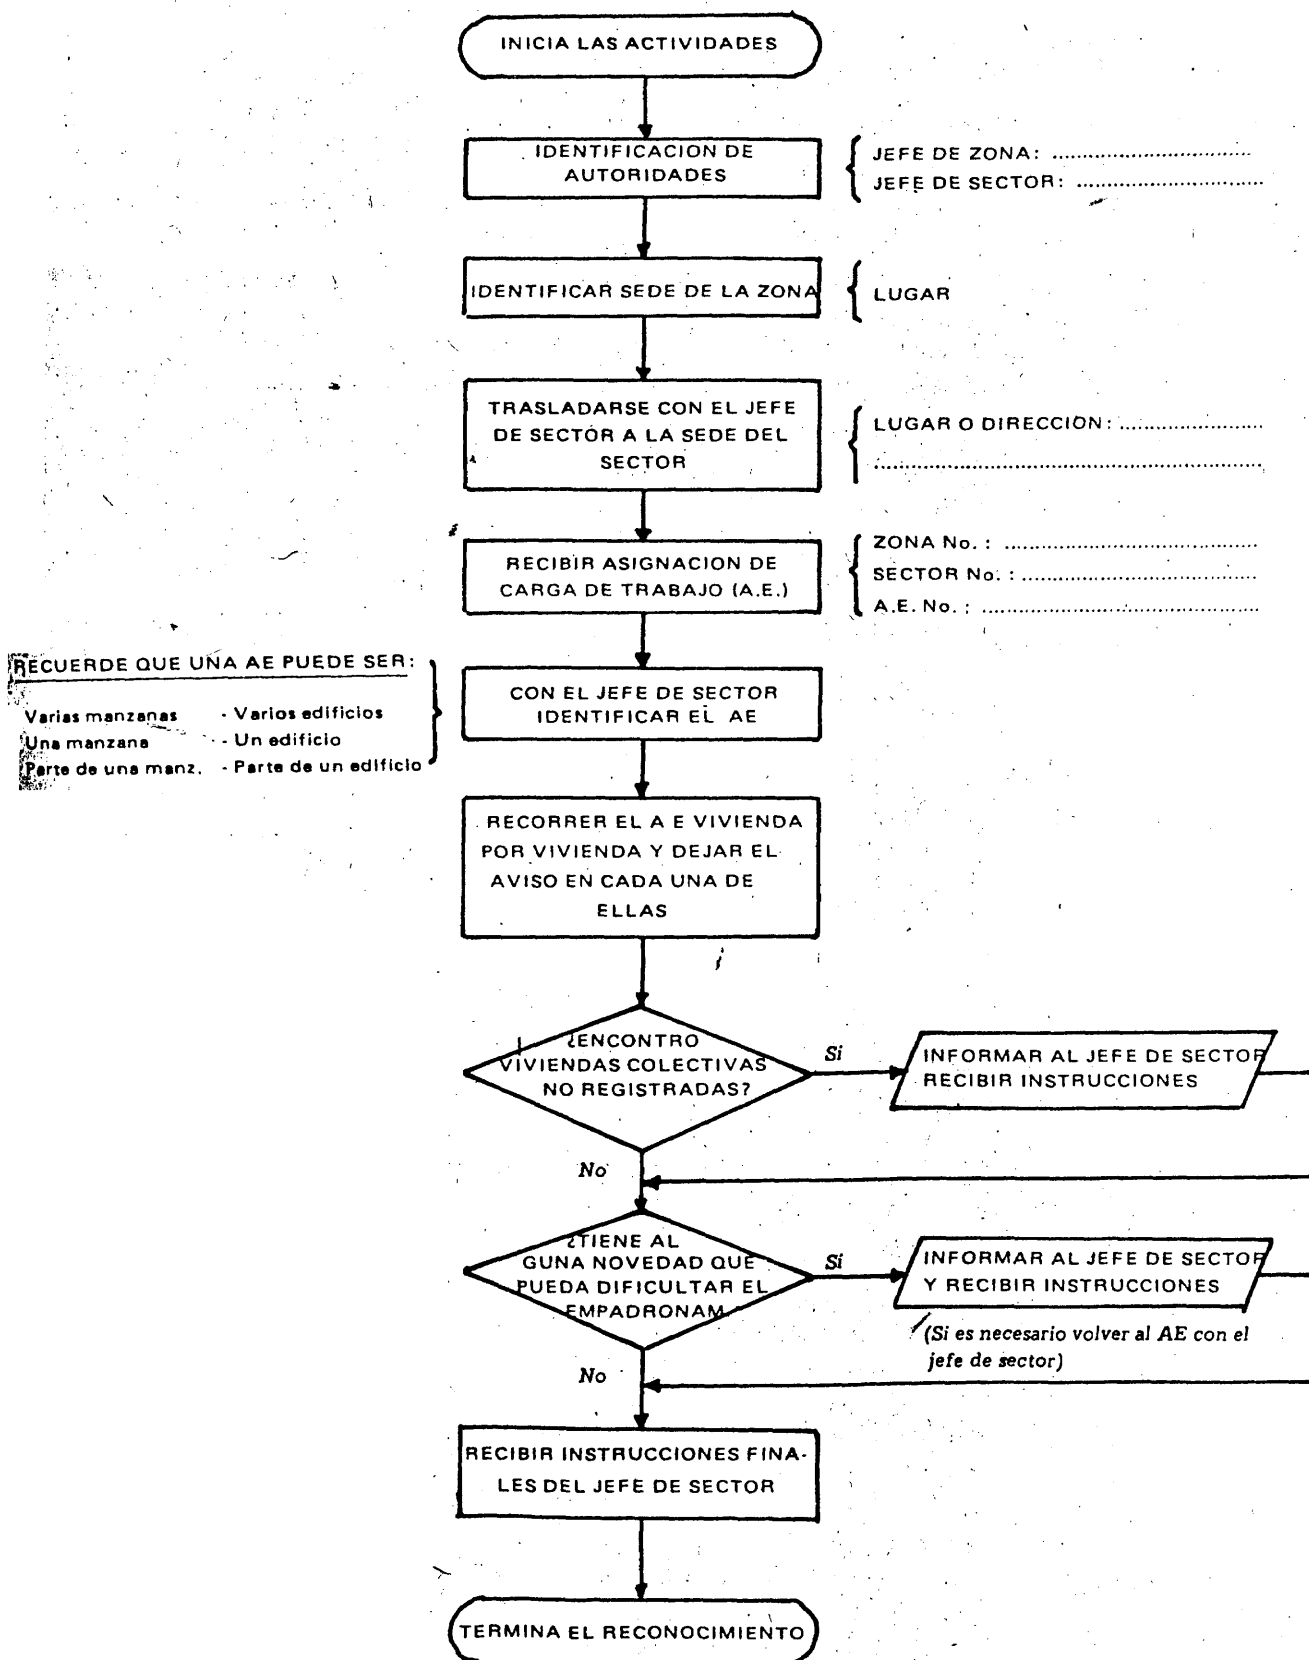 INICIA LAS ACTIVIDADES
IDENTIFICACION DE
AUTORIDADES
JEFE DE ZONA: ..............................
JEFE DE SECTOR: ..............................
IDENTIFICAR SEDE DE LA ZONA
LUGAR
TRASLADARSE CON EL JEFE
DE SECTOR A LA SEDE DEL
SECTOR
LUGAR O DIRECCION: ......................
............................................................
RECIBIR ASIGNACION DE
CARGA DE TRABAJO (A.E.)
ZONA No. : ......................................
SECTOR No. : ...................................
A.E. No. : ..........................................
RECUERDE QUE UNA AE PUEDE SER:
Varias manzanas - Varios edificios
Una manzana - Un edificio
Parte de una manz. - Parte de un edificio
CON EL JEFE DE SECTOR
IDENTIFICAR EL AE
RECORRER EL A E VIVIENDA
POR VIVIENDA Y DEJAR EL
AVISO EN CADA UNA DE
ELLAS
¿ENCONTRO
VIVIENDAS COLECTIVAS
NO REGISTRADAS?
Si
INFORMAR AL JEFE DE SECTOR
RECIBIR INSTRUCCIONES
No
¿TIENE AL
GUNA NOVEDAD QUE
PUEDA DIFICULTAR EL
EMPADRONAM.
Si
INFORMAR AL JEFE DE SECTOR
Y RECIBIR INSTRUCCIONES
(Si es necesario volver al AE con el
jefe de sector)
No
RECIBIR INSTRUCCIONES FINA-
LES DEL JEFE DE SECTOR
TERMINA EL RECONOCIMIENTO